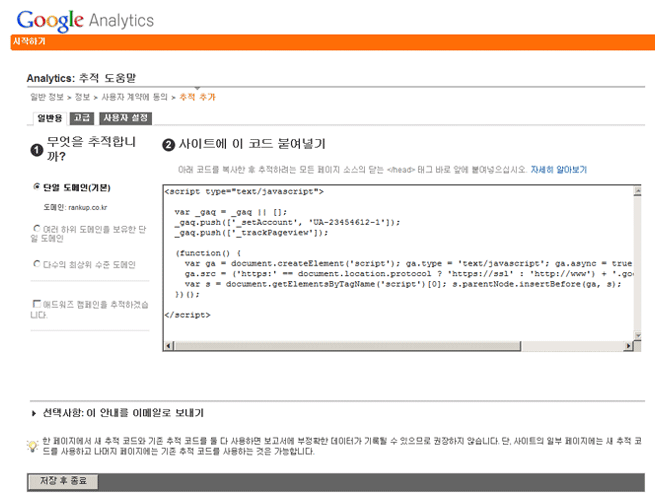 Google Analytics
시작하기
Analytics: 추적 도움말
일반 정보 > 정보 > 사용자 계약에 동의 > 추적 추가
일반용 고급 사용자 설정
1 무엇을 추적합니
까?
단일 도메인(기본)
도메인: rankup.co.kr
여러 하위 도메인을 보유한 단
일 도메인
다수의 최상위 수준 도메인
애드워즈 캠페인을 추적하겠습
니다.
2 사이트에 이 코드 붙여넣기
아래 코드를 복사한 후 추적하려는 모든 페이지 소스의 닫는 </head> 태그 바로 앞에 붙여넣으십시오. 자세히 알아보기
<script type="text/javascript">
var _gaq = _gaq || [];
_gaq.push(['_setAccount', 'UA-23454612-1']);
_gaq.push(['_trackPageview']);
(function() {
var ga = document.createElement('script'); ga.type = 'text/javascript'; ga.async = true
ga.src = ('https:' == document.location.protocol ? 'https://ssl' : 'http://www') + '.go
var s = document.getElementsByTagName('script')[0]; s.parentNode.insertBefore(ga, s);
})();
</script>
선택사항: 이 안내를 이메일로 보내기
한 페이지에서 새 추적 코드와 기존 추적 코드를 둘 다 사용하면 보고서에 부정확한 데이터가 기록될 수 있으므로 권장하지 않습니다. 단, 사이트의 일부 페이지에는 새 추적 코
드를 사용하고 나머지 페이지에는 기존 추적 코드를 사용하는 것은 가능합니다.
저장 후 종료